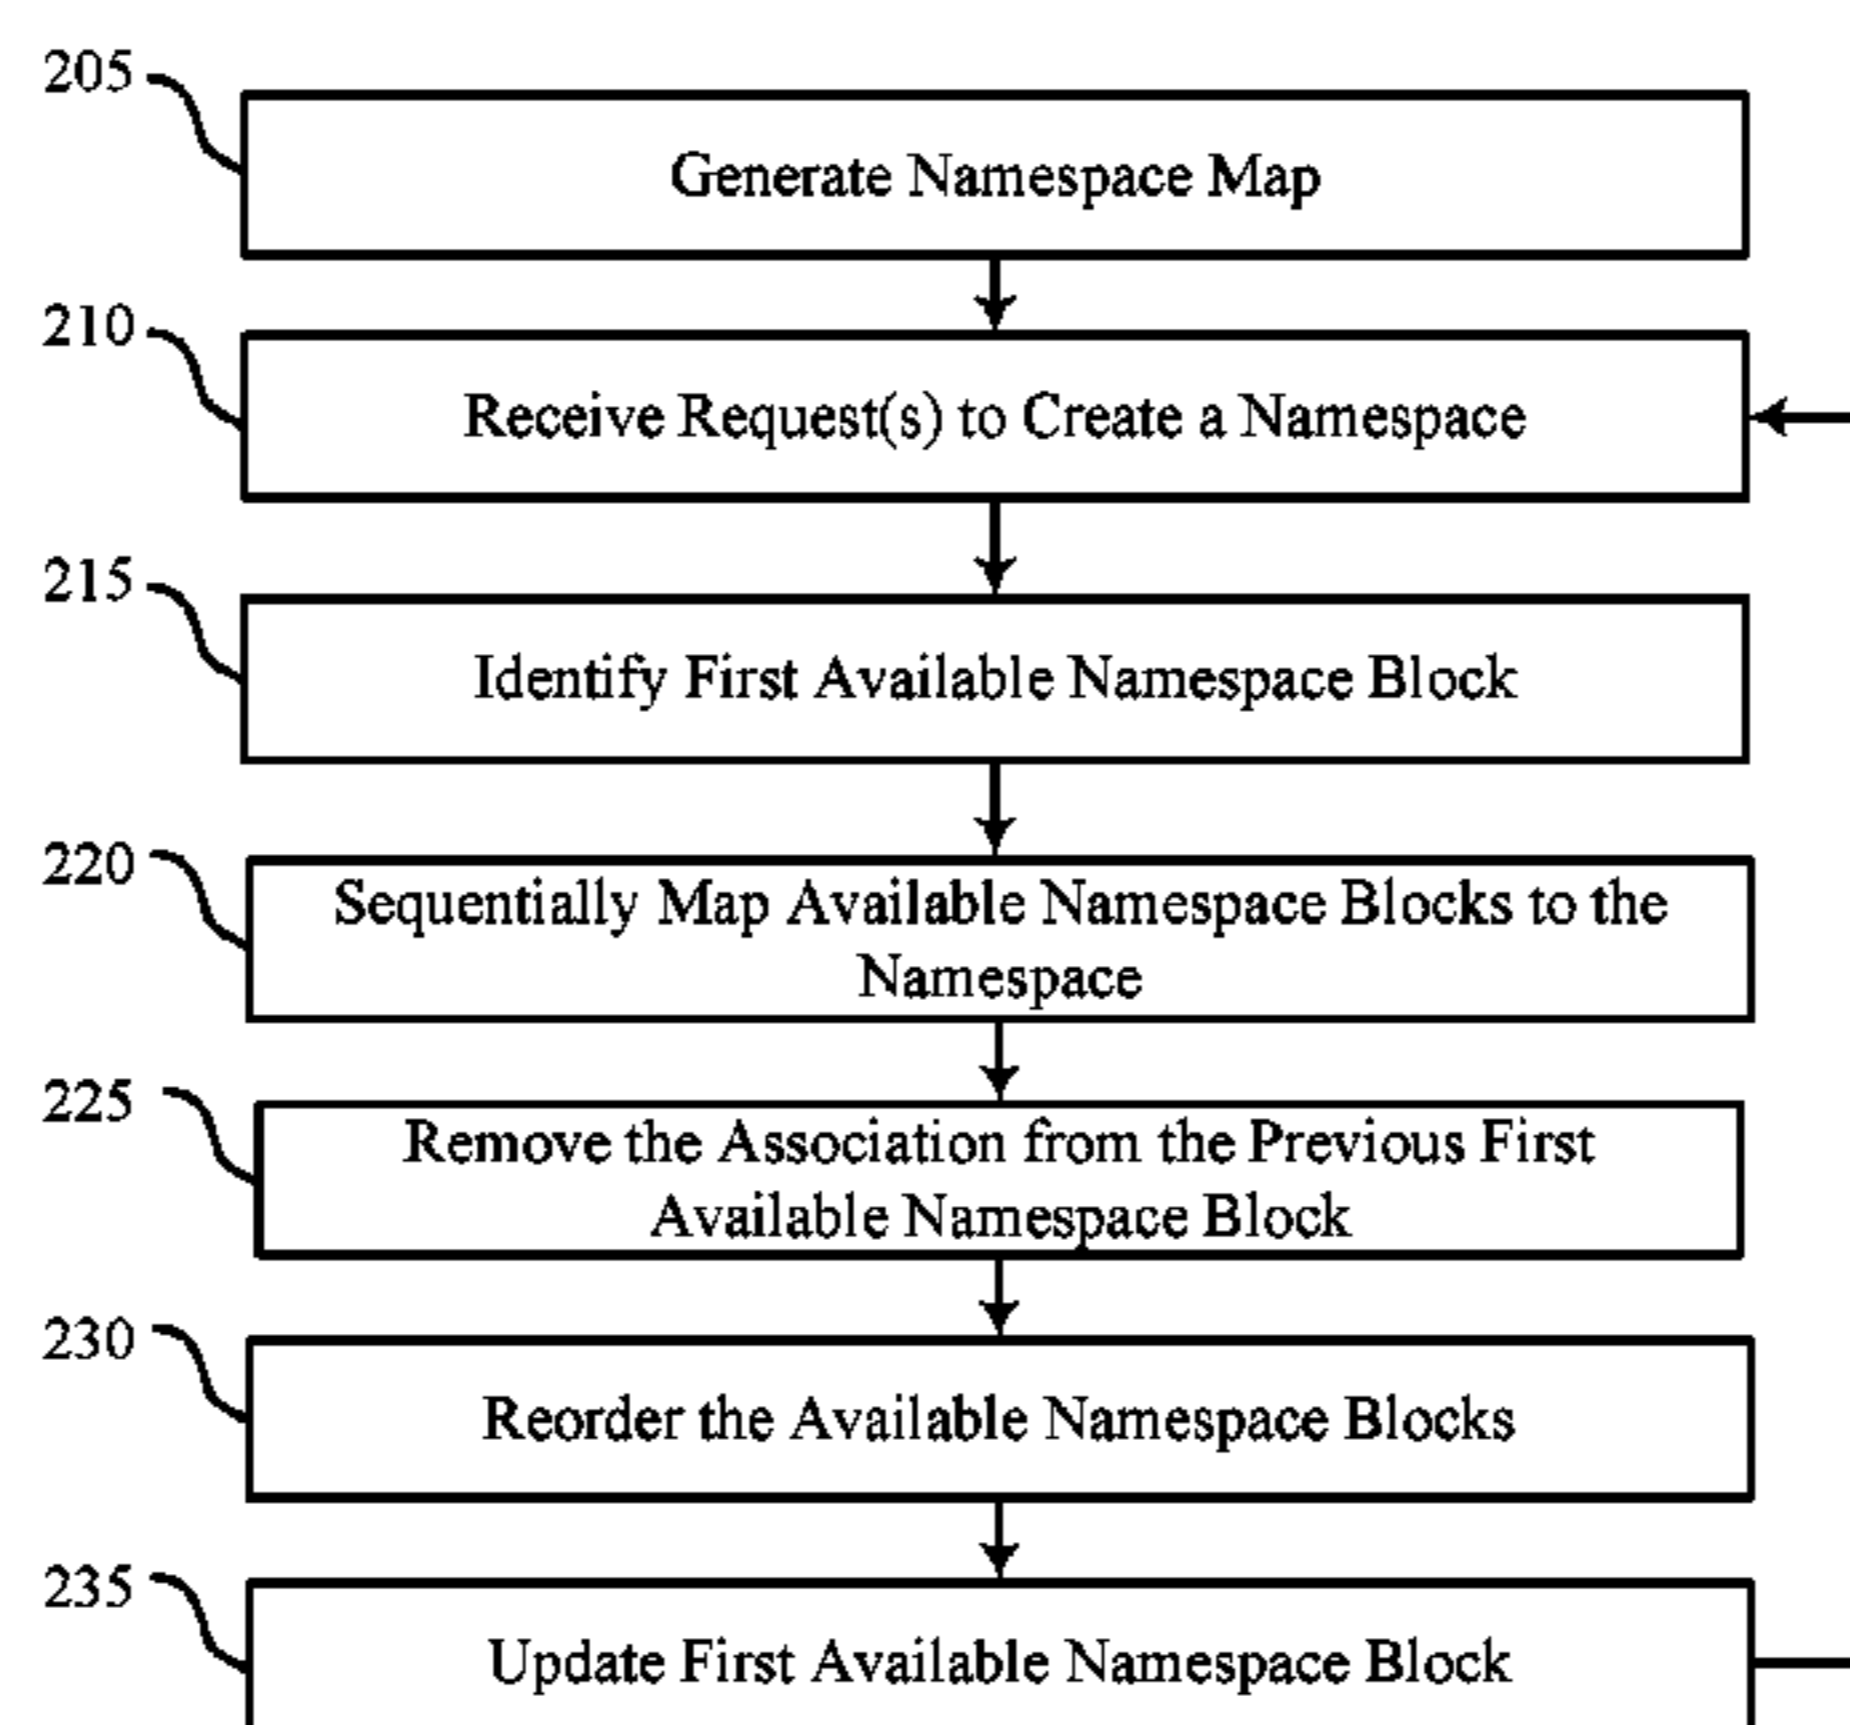 205
Generate Namespace Map
210
Receive Request(s) to Create a Namespace
215
Identify First Available Namespace Block
220
Sequentially Map Available Namespace Blocks to the
Namespace
225
Remove the Association from the Previous First
Available Namespace Block
230
Reorder the Available Namespace Blocks
235
Update First Available Namespace Block